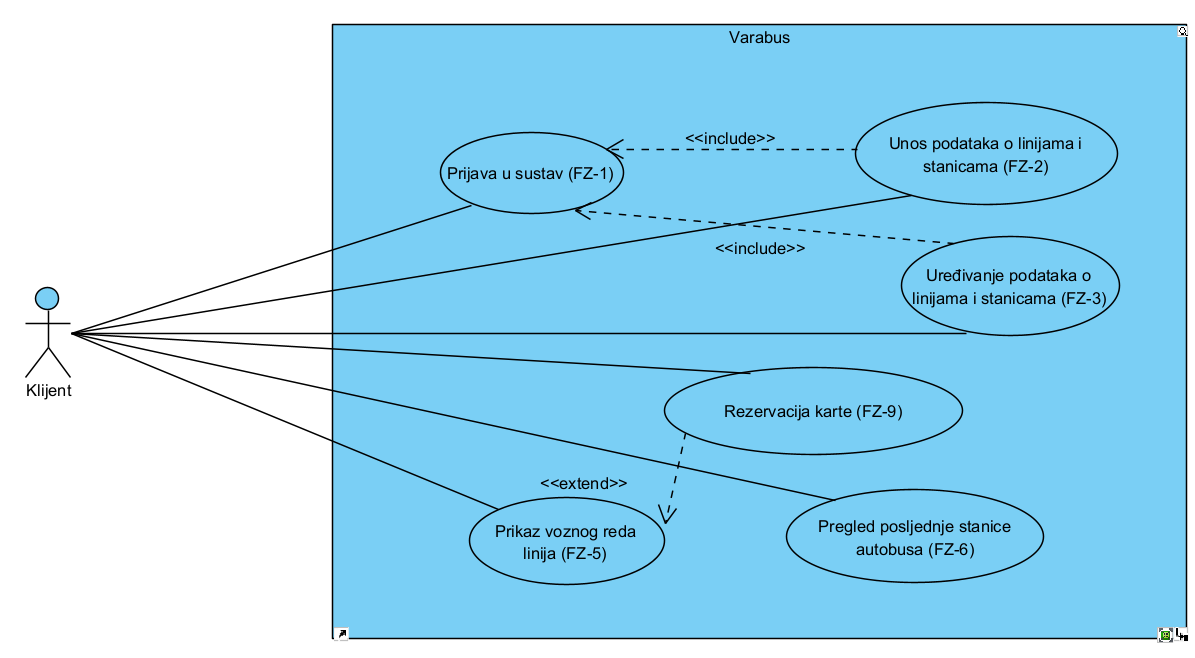 Varabus
<<include>>
Unos podataka o linijama i
stanicama (FZ-2)
Prijava u sustav (FZ-1)
<<include>>
Uređivanje podataka o
linijama i stanicama (FZ-3)
Klijent
Rezervacija karte (FZ-9)
<<extend>>
Prikaz voznog reda
linija (FZ-5)
Pregled posljednje stanice
autobusa (FZ-6)